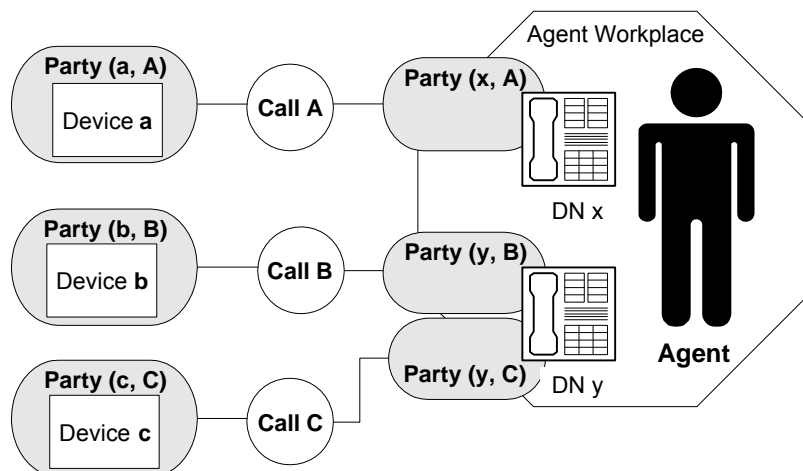 Agent Workplace
Party (a, A)
Device a
Call A
Party (x, A)
DN x
Party (b, B)
Device b
Call B
Party (y, B)
Agent
Party (c, C)
Device c
Call C
Party (y, C)
DN y